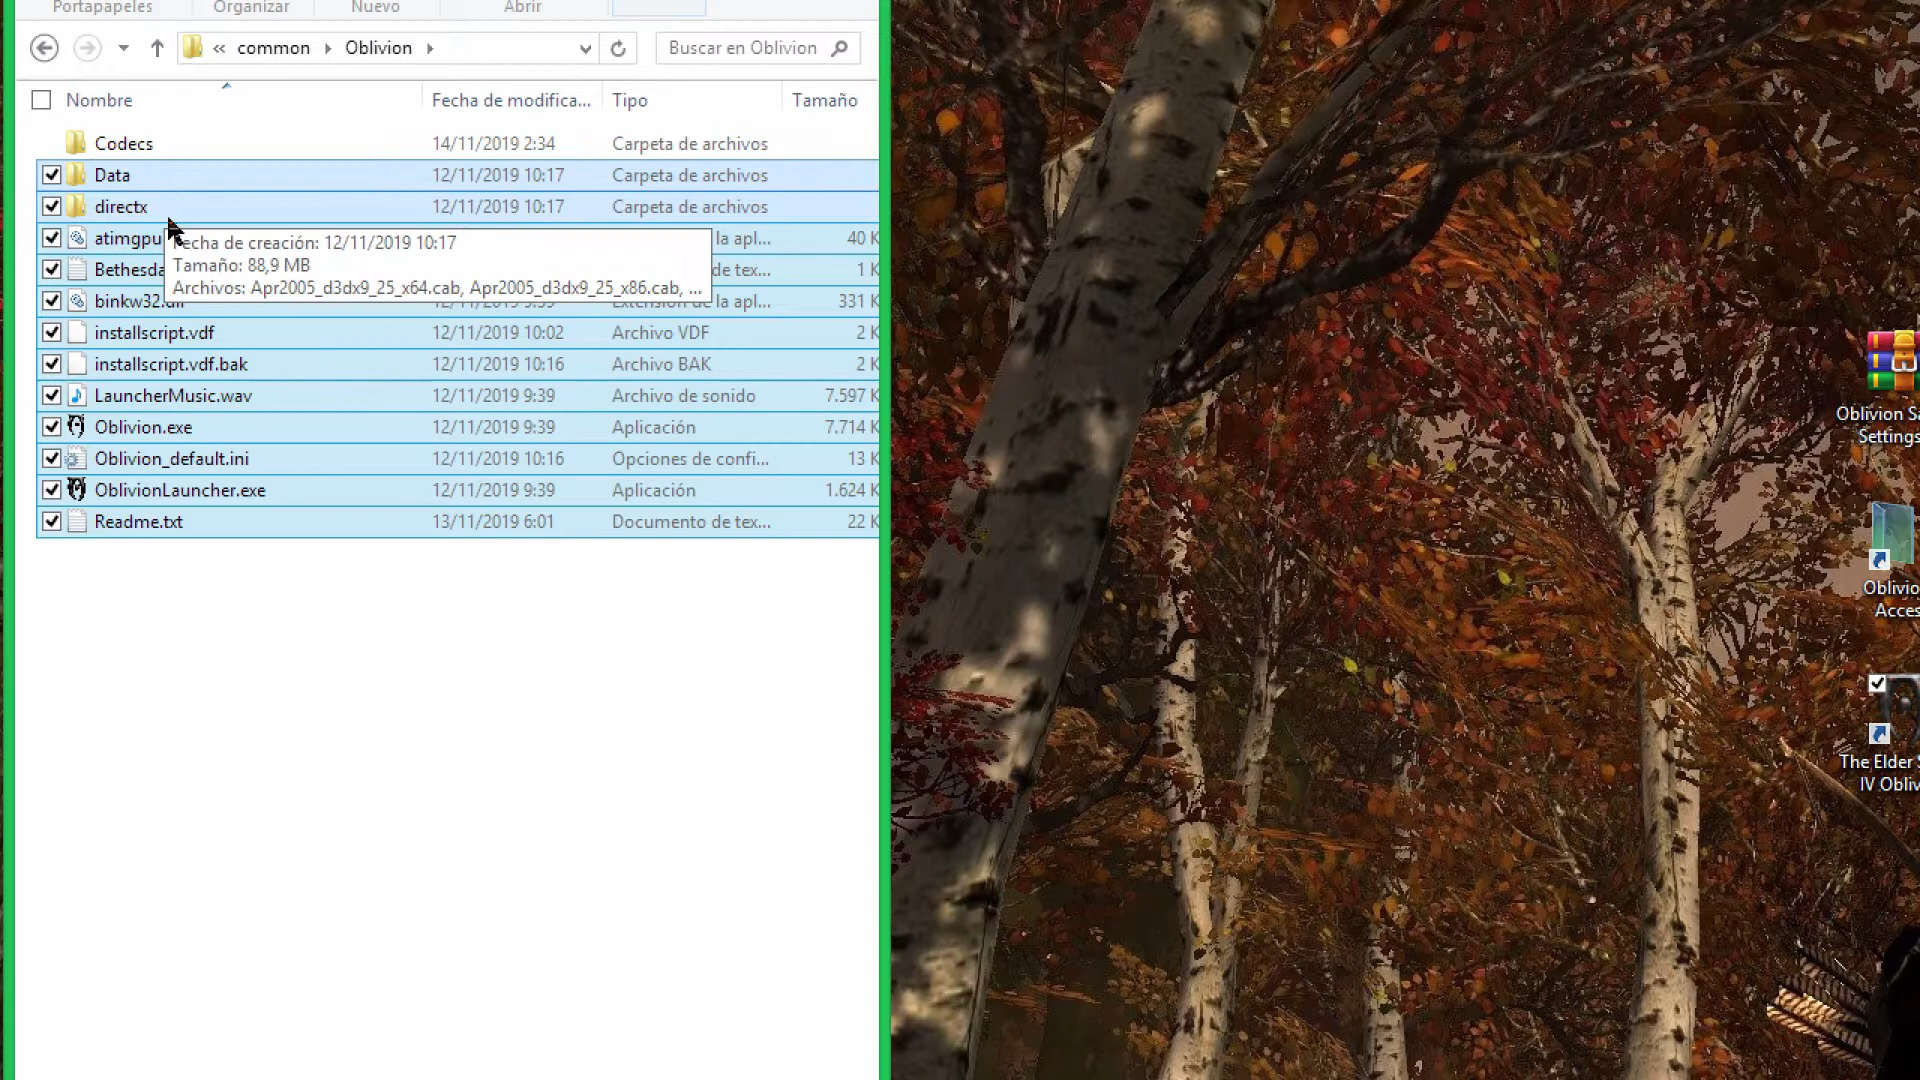 Portapapeles Organizar Nuevo Abrir
« common Oblivion Buscar en Oblivion
Nombre Fecha de modifica... Tipo Tamaño
Codecs 14/11/2019 2:34 Carpeta de archivos
Data 12/11/2019 10:17 Carpeta de archivos
directx 12/11/2019 10:17 Carpeta de archivos
atimgpu la apl... 40 K
Fecha de creación: 12/11/2019 10:17
Tamaño: 88,9 MB
Archivos: Apr2005_d3dx9_25_x64.cab, Apr2005_d3dx9_25_x86.cab, ...
Bethesda de tex... 1 K
binkw32.dll la apl... 331 K
installscript.vdf 12/11/2019 10:02 Archivo VDF 2 K
installscript.vdf.bak 12/11/2019 10:16 Archivo BAK 2 K
LauncherMusic.wav 12/11/2019 9:39 Archivo de sonido 7.597 K
Oblivion.exe 12/11/2019 9:39 Aplicación 7.714 K
Oblivion_default.ini 12/11/2019 10:16 Opciones de confi... 13 K
OblivionLauncher.exe 12/11/2019 9:39 Aplicación 1.624 K
Readme.txt 13/11/2019 6:01 Documento de tex... 22 K
Oblivion Sa
Settings
Oblivio
Acces
The Elder S
IV Obliv